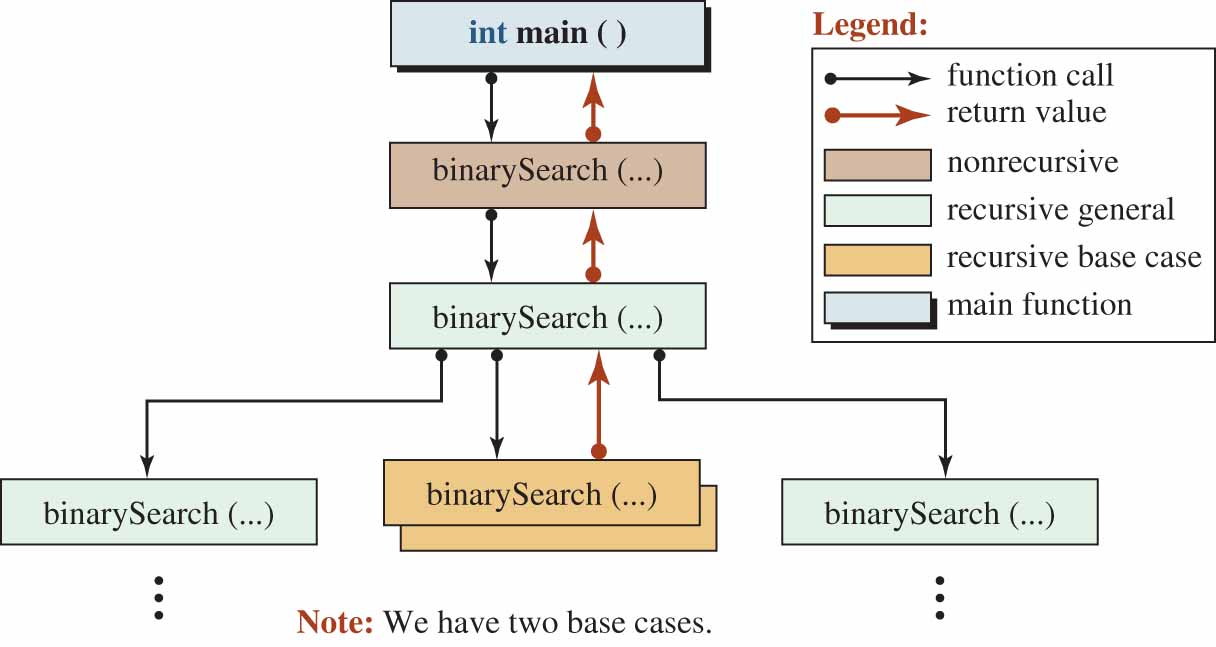 int main ( )
binarySearch (...)
binarySearch (...)
binarySearch (...)
binarySearch (...)
binarySearch (...)
Note: We have two base cases.
Legend:
function call
return value
nonrecursive
recursive general
recursive base case
main function